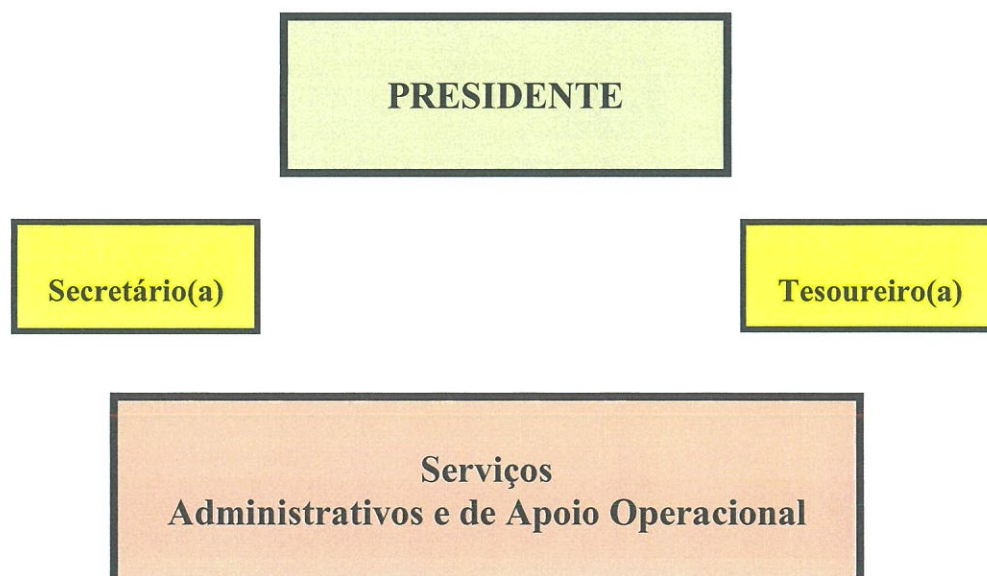 PRESIDENTE
Secretário(a)
Tesoureiro(a)
Serviços
Administrativos e de Apoio Operacional